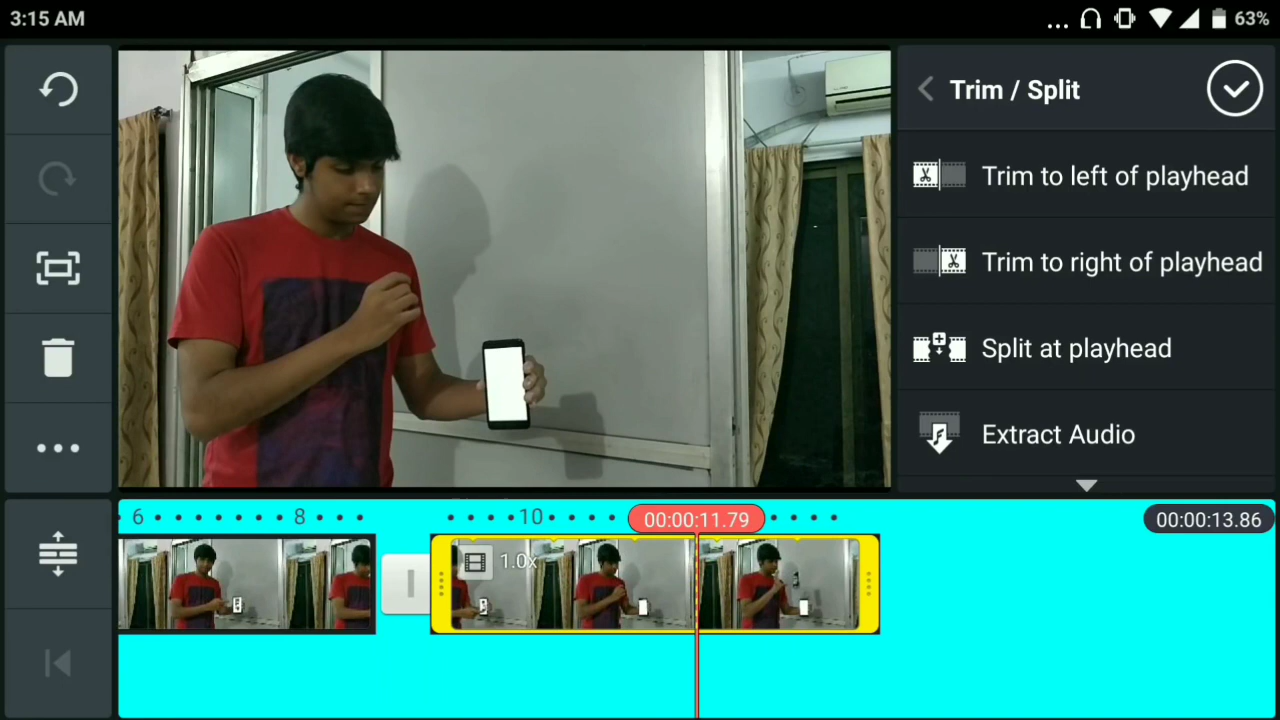 3:15 AM
... 63%
Trim / Split
Trim to left of playhead
Trim to right of playhead
Split at playhead
Extract Audio
6 8 10 00:00:11.79 00:00:13.86
1.0x